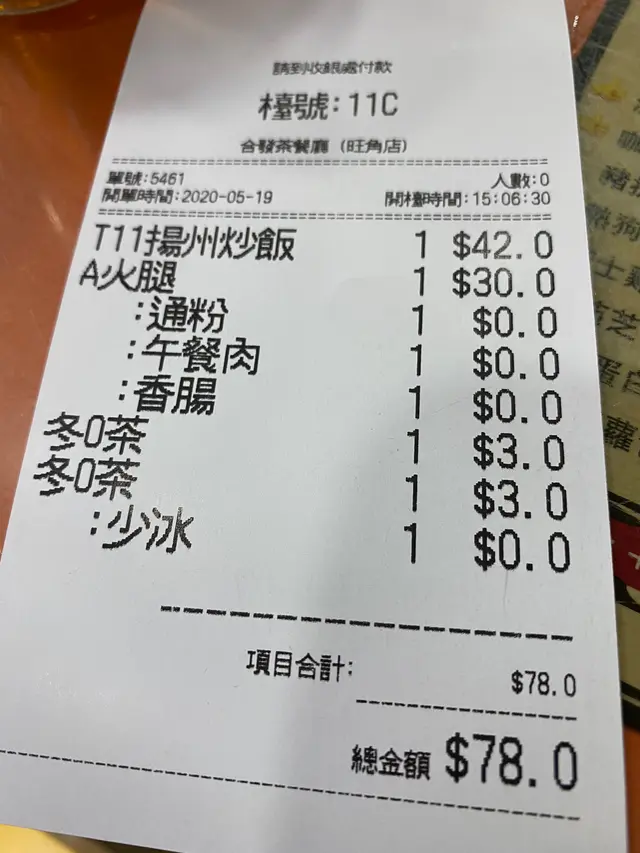 請到收銀處付款
檯號:11C
合發茶餐廳 (旺角店)
單號:5461 人數:0
開單時間:2020-05-19 開檯時間:15:06:30
T11揚州炒飯 1 $42.0
A火腿 1 $30.0
:通粉 1 $0.0
:午餐肉 1 $0.0
:香腸 1 $0.0
冬0茶 1 $3.0
冬0茶 1 $3.0
:少冰 1 $0.0
項目合計: $78.0
總金額 $78.0